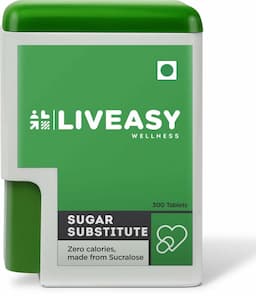 LIVEASY
WELLNESS
300 Tablets
SUGAR
SUBSTITUTE
Zero calories,
made from Sucralose